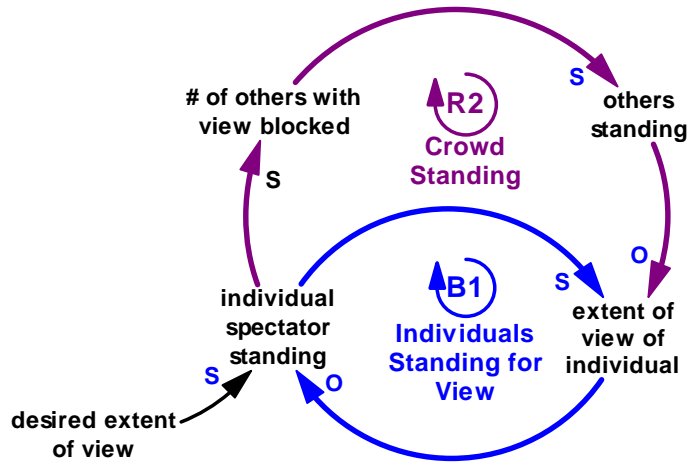 # of others with
view blocked
S
R2
Crowd
Standing
S
others
standing
S
O
individual
spectator
standing
B1
Individuals
Standing for
View
S
extent of
view of
individual
S
O
desired extent
of view